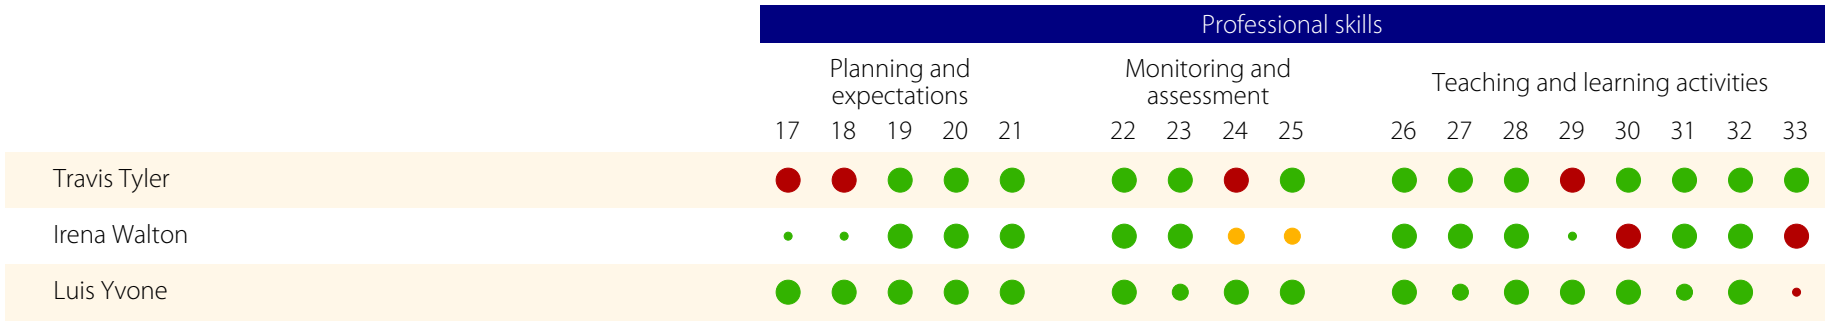 Professional skills
Planning and
expectations
Monitoring and
assessment
Teaching and learning activities
17 18 19 20 21 22 23 24 25 26 27 28 29 30 31 32 33
Travis Tyler
Irena Walton
Luis Yvone